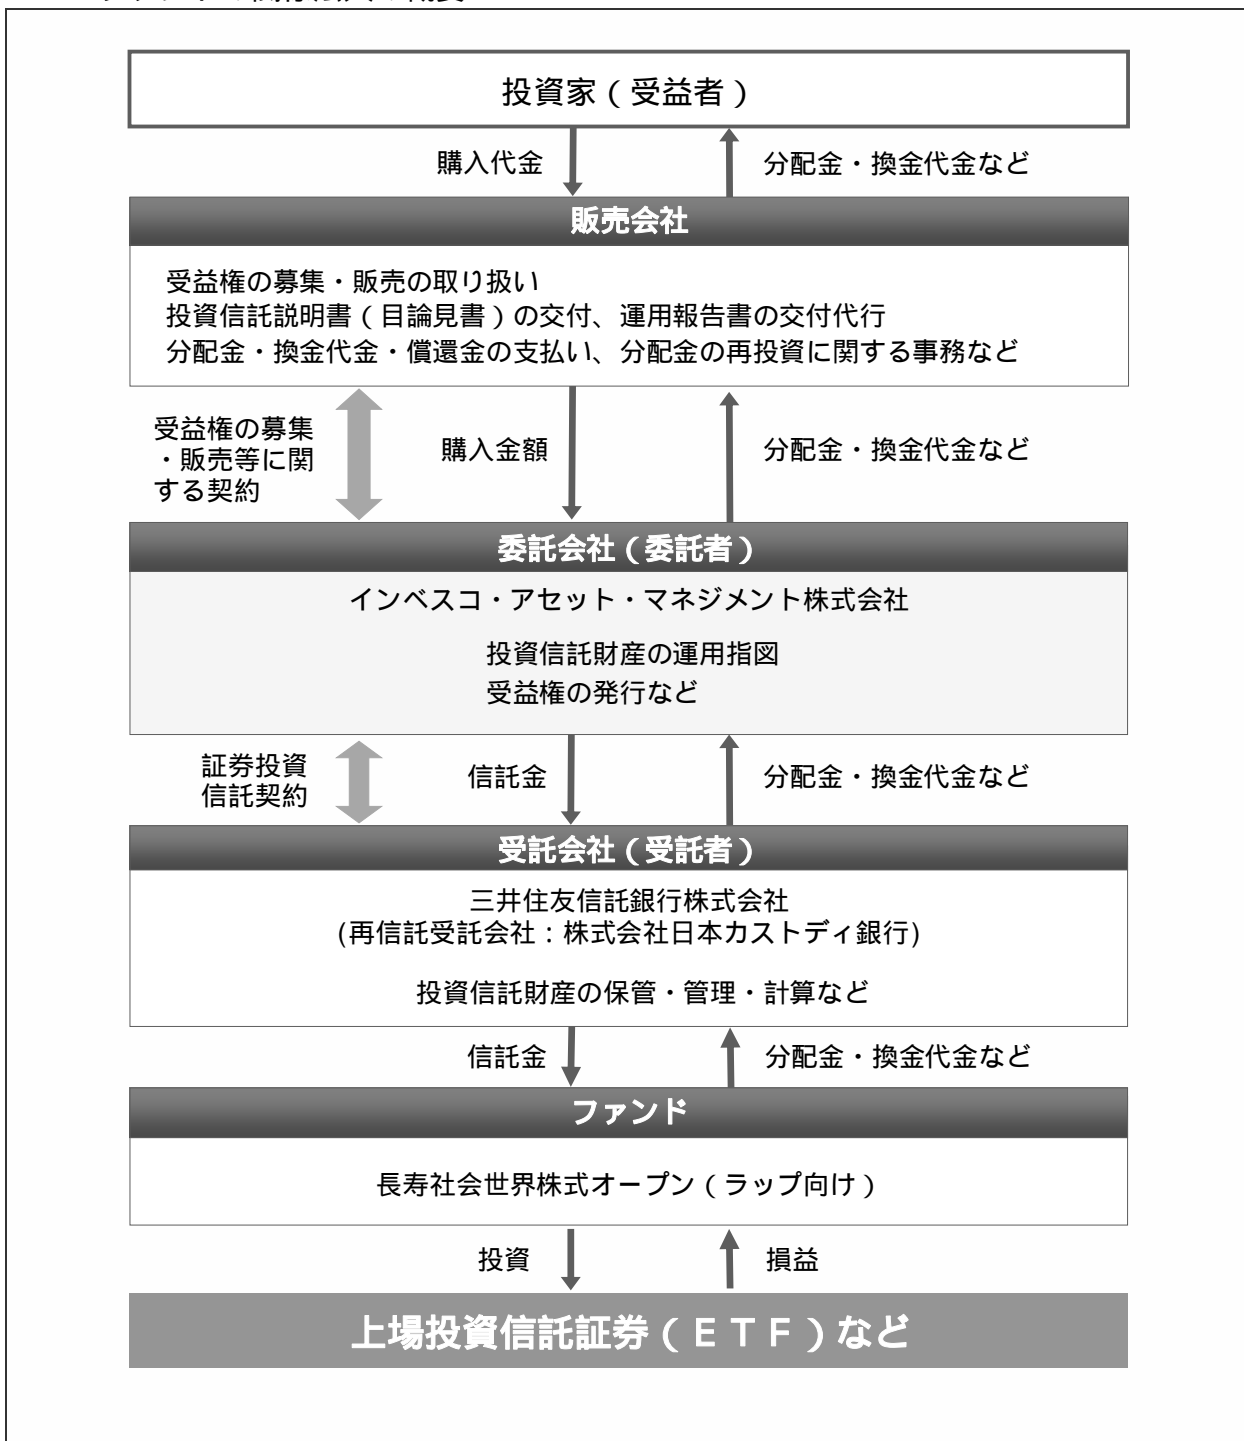 投資家（受益者）
購入代金
分配金・換金代金など
販売会社
受益権の募集・販売の取り扱い
投資信託説明書（目論見書）の交付、運用報告書の交付代行
分配金・換金代金・償還金の支払い、分配金の再投資に関する事務など
受益権の募集
・販売等に関
する契約
購入金額
分配金・換金代金など
委託会社（委託者）
インベスコ・アセット・マネジメント株式会社
投資信託財産の運用指図
受益権の発行など
証券投資
信託契約
信託金
分配金・換金代金など
受託会社（受託者）
三井住友信託銀行株式会社
(再信託受託会社：株式会社日本カストディ銀行)
投資信託財産の保管・管理・計算など
信託金
分配金・換金代金など
ファンド
長寿社会世界株式オープン（ラップ向け）
投資
損益
上場投資信託証券（ＥＴＦ）など